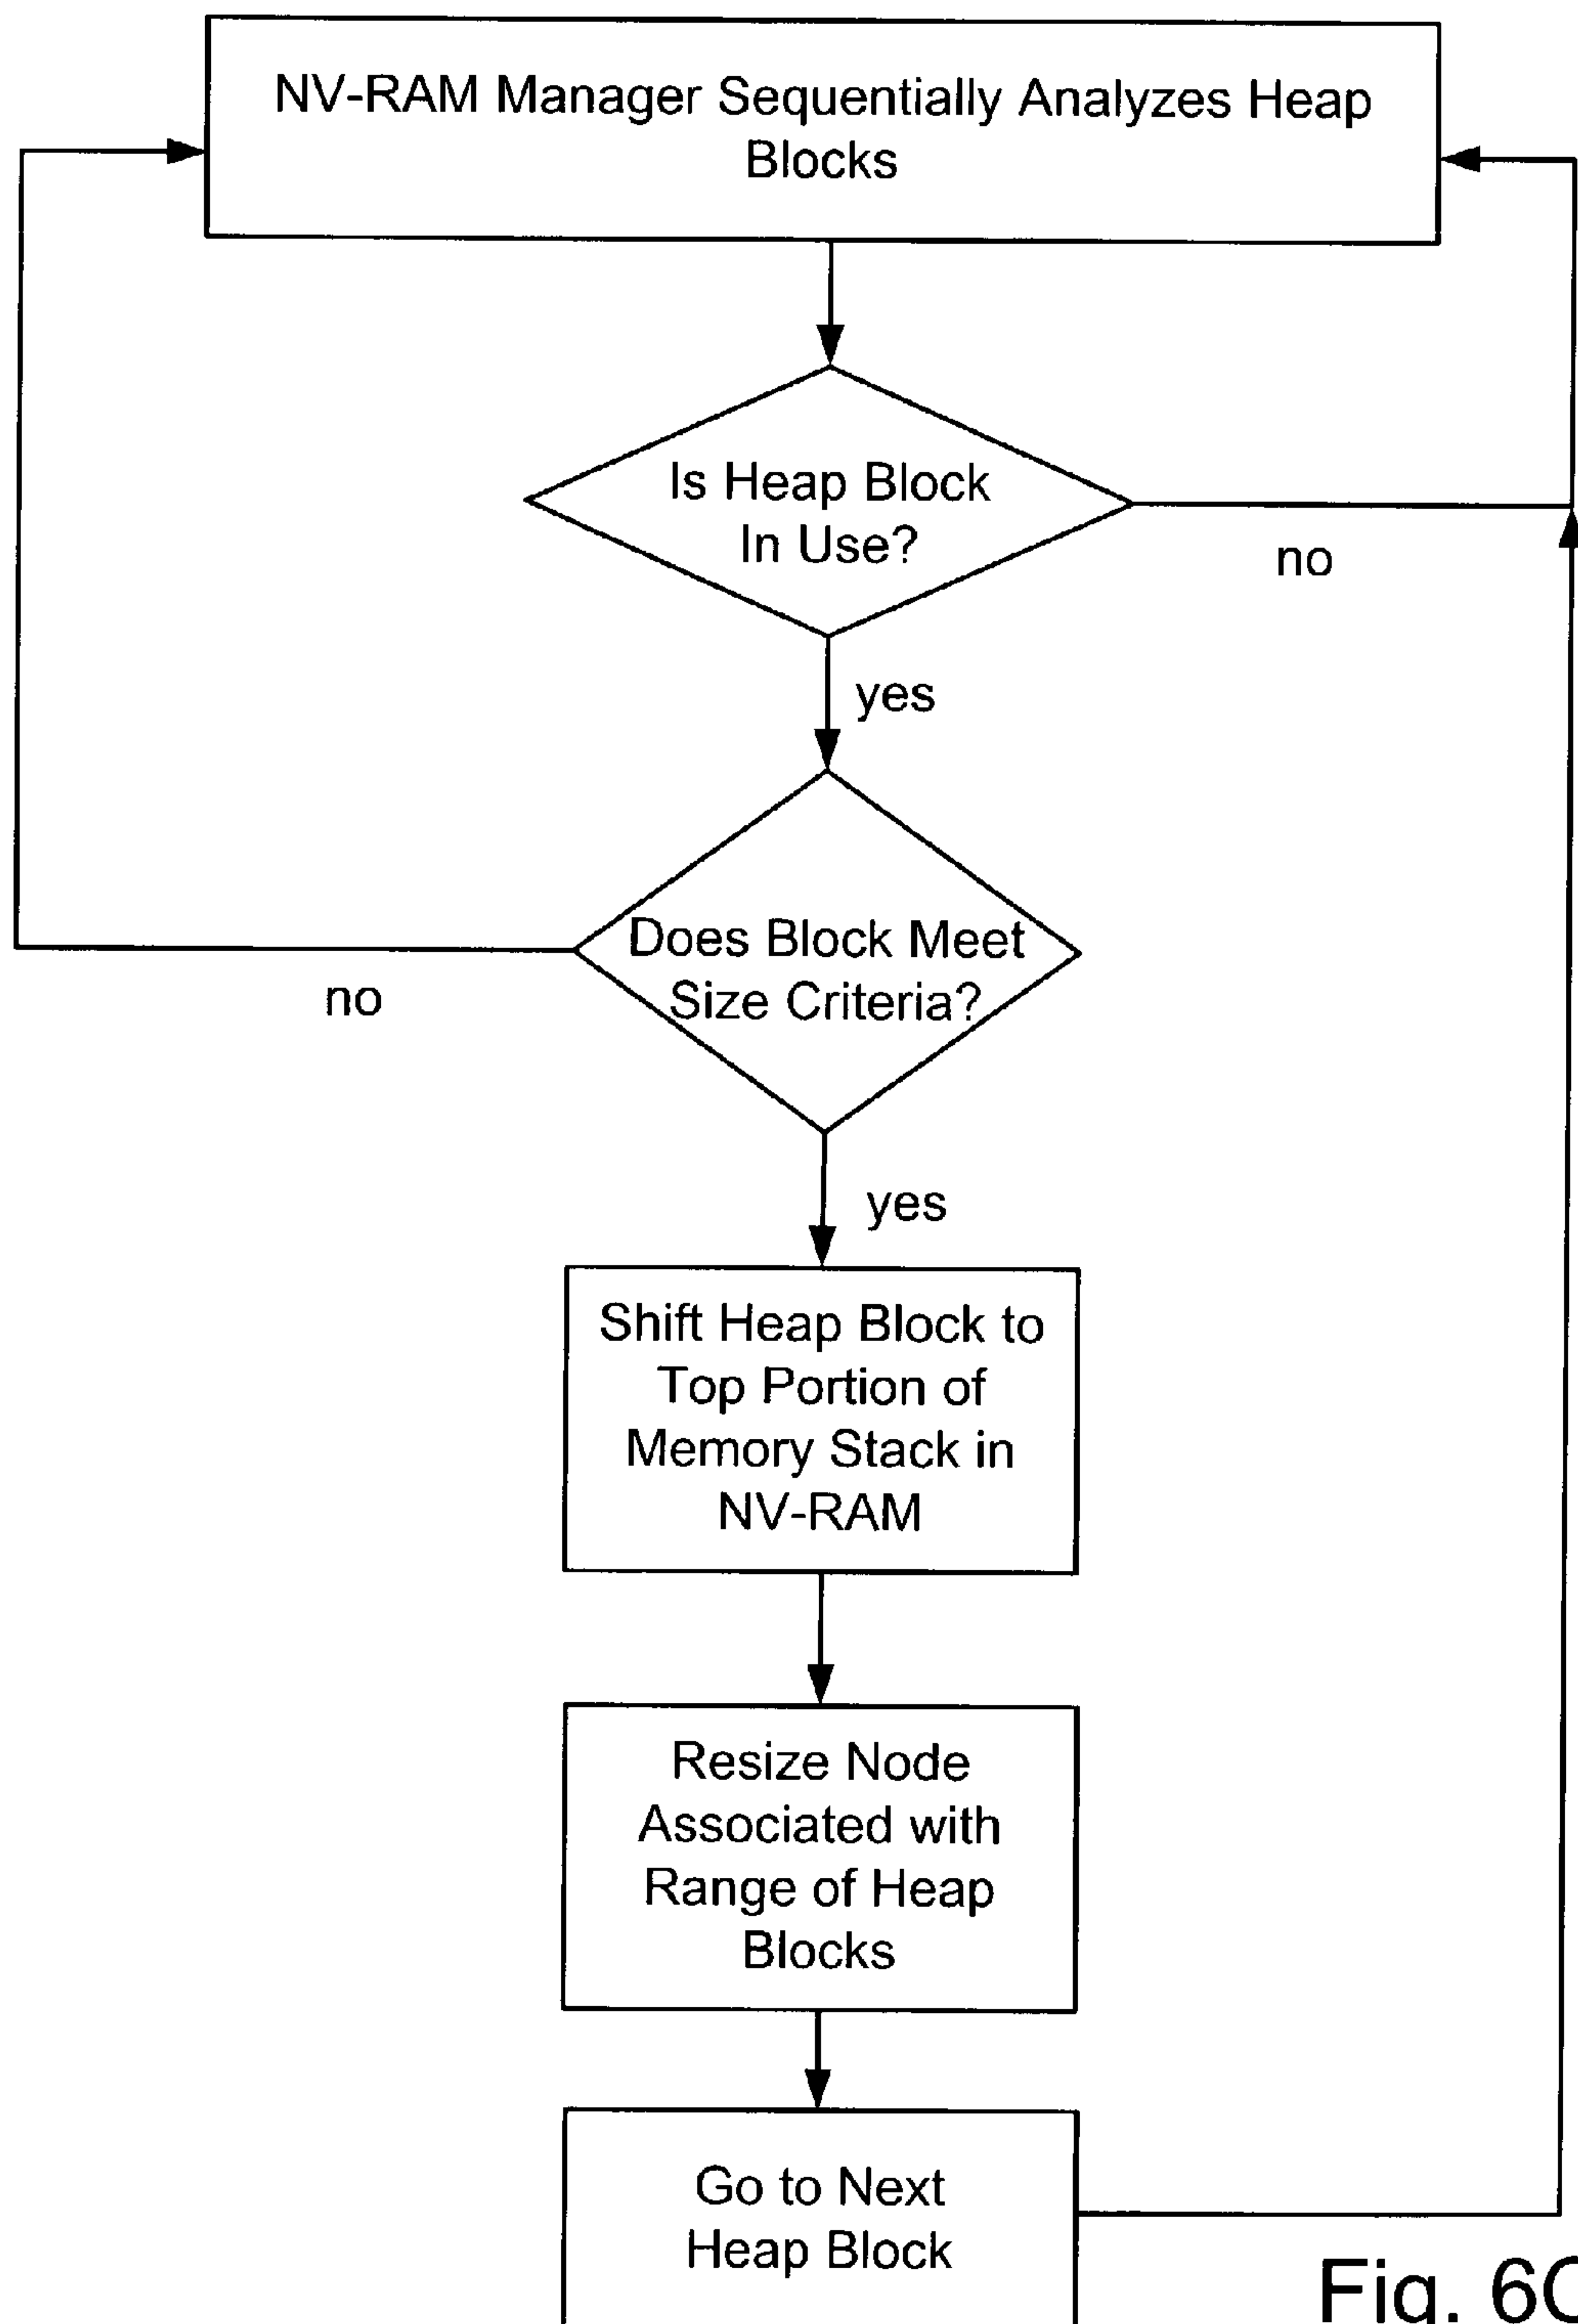 NV-RAM Manager Sequentially Analyzes Heap
Blocks
Is Heap Block
In Use?
no
yes
Does Block Meet
Size Criteria?
no
yes
Shift Heap Block to
Top Portion of
Memory Stack in
NV-RAM
Resize Node
Associated with
Range of Heap
Blocks
Go to Next
Heap Block
Fig.